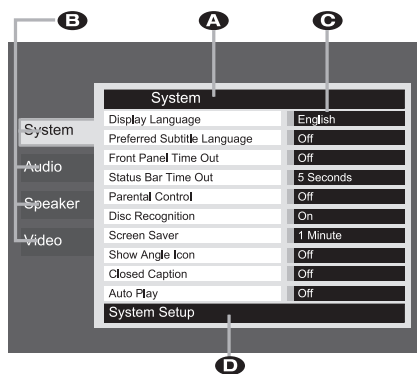 B A C
System
System
Audio
Speaker
Video
Display Language English
Preferred Subtitle Language Off
Front Panel Time Out Off
Status Bar Time Out 5 Seconds
Parental Control Off
Disc Recognition On
Screen Saver 1 Minute
Show Angle Icon Off
Closed Caption Off
Auto Play Off
System Setup
D